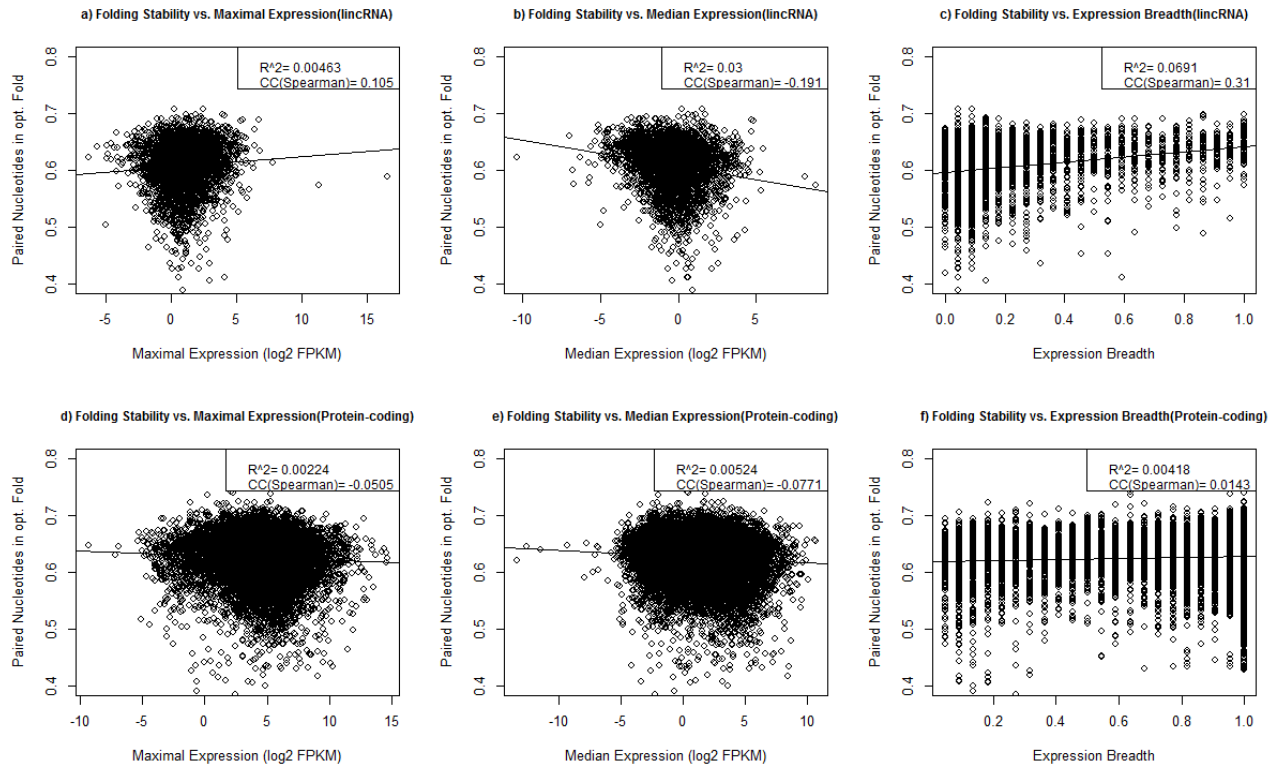 a) Folding Stability vs. Maximal Expression(lincRNA)
R^2= 0.00463
CC(Spearman)= 0.105
Paired Nucleotides in opt. Fold
0.4 0.5 0.6 0.7 0.8
-5 0 5 10 15
Maximal Expression (log2 FPKM)
b) Folding Stability vs. Median Expression(lincRNA)
R^2= 0.03
CC(Spearman)= -0.191
Paired Nucleotides in opt. Fold
0.4 0.5 0.6 0.7 0.8
-10 -5 0 5
Median Expression (log2 FPKM)
c) Folding Stability vs. Expression Breadth(lincRNA)
R^2= 0.0691
CC(Spearman)= 0.31
Paired Nucleotides in opt. Fold
0.4 0.5 0.6 0.7 0.8
0.0 0.2 0.4 0.6 0.8 1.0
Expression Breadth
d) Folding Stability vs. Maximal Expression(Protein-coding)
R^2= 0.00224
CC(Spearman)= -0.0505
Paired Nucleotides in opt. Fold
0.4 0.5 0.6 0.7 0.8
-10 -5 0 5 10 15
Maximal Expression (log2 FPKM)
e) Folding Stability vs. Median Expression(Protein-coding)
R^2= 0.00524
CC(Spearman)= -0.0771
Paired Nucleotides in opt. Fold
0.4 0.5 0.6 0.7 0.8
-10 -5 0 5 10
Median Expression (log2 FPKM)
f) Folding Stability vs. Expression Breadth(Protein-coding)
R^2= 0.00418
CC(Spearman)= 0.0143
Paired Nucleotides in opt. Fold
0.4 0.5 0.6 0.7 0.8
0.2 0.4 0.6 0.8 1.0
Expression Breadth